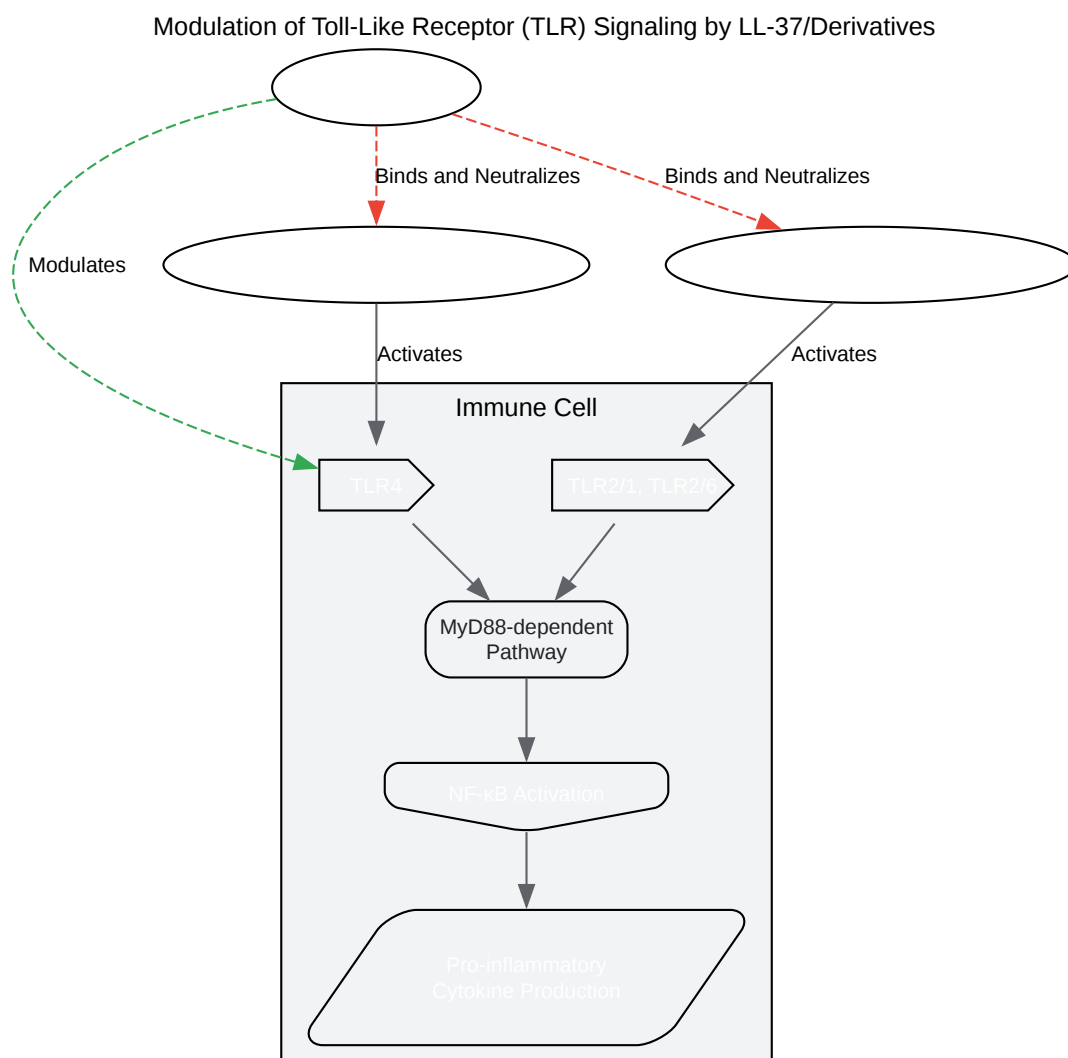 Modulation of Toll-Like Receptor (TLR) Signaling by LL-37/Derivatives
Binds and Neutralizes
Binds and Neutralizes
Modulates
Activates
Activates
Immune Cell
TLR4
TLR2/1, TLR2/6
MyD88-dependent
Pathway
NF-κB Activation
Pro-inflammatory
Cytokine Production